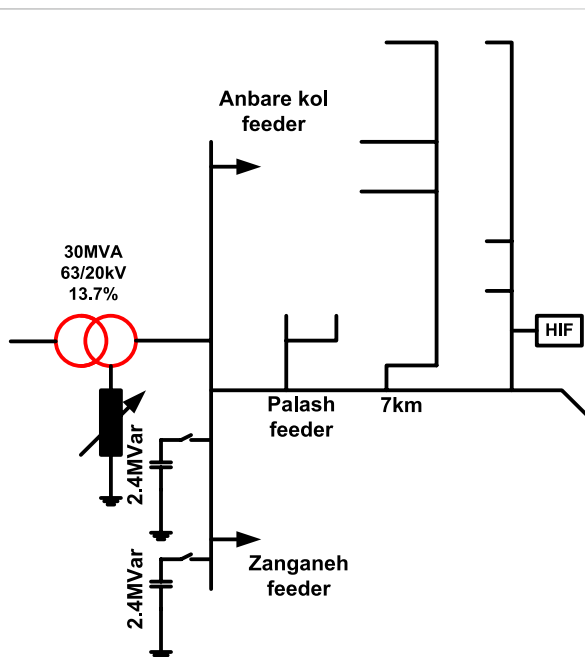 Anbare kol
feeder
30MVA
63/20kV
13.7%
HIF
Palash
feeder
7km
2.4MVar
Zanganeh
feeder
2.4MVar